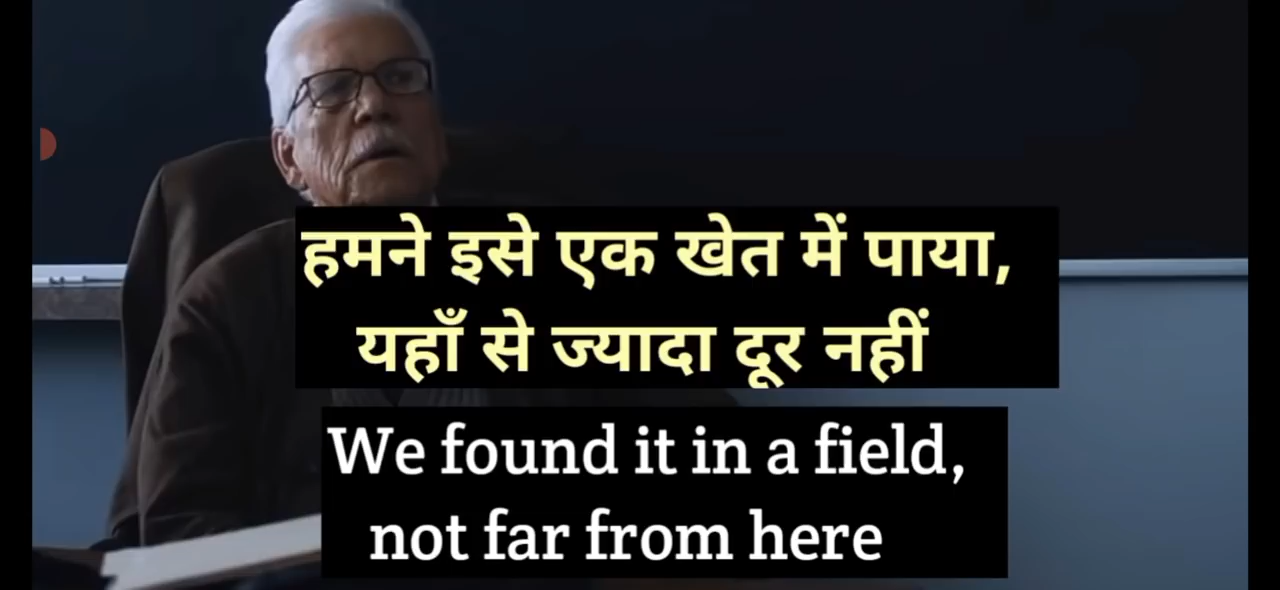 हमने इसे एक खेत में पाया,
यहाँ से ज्यादा दूर नहीं
We found it in a field,
not far from here